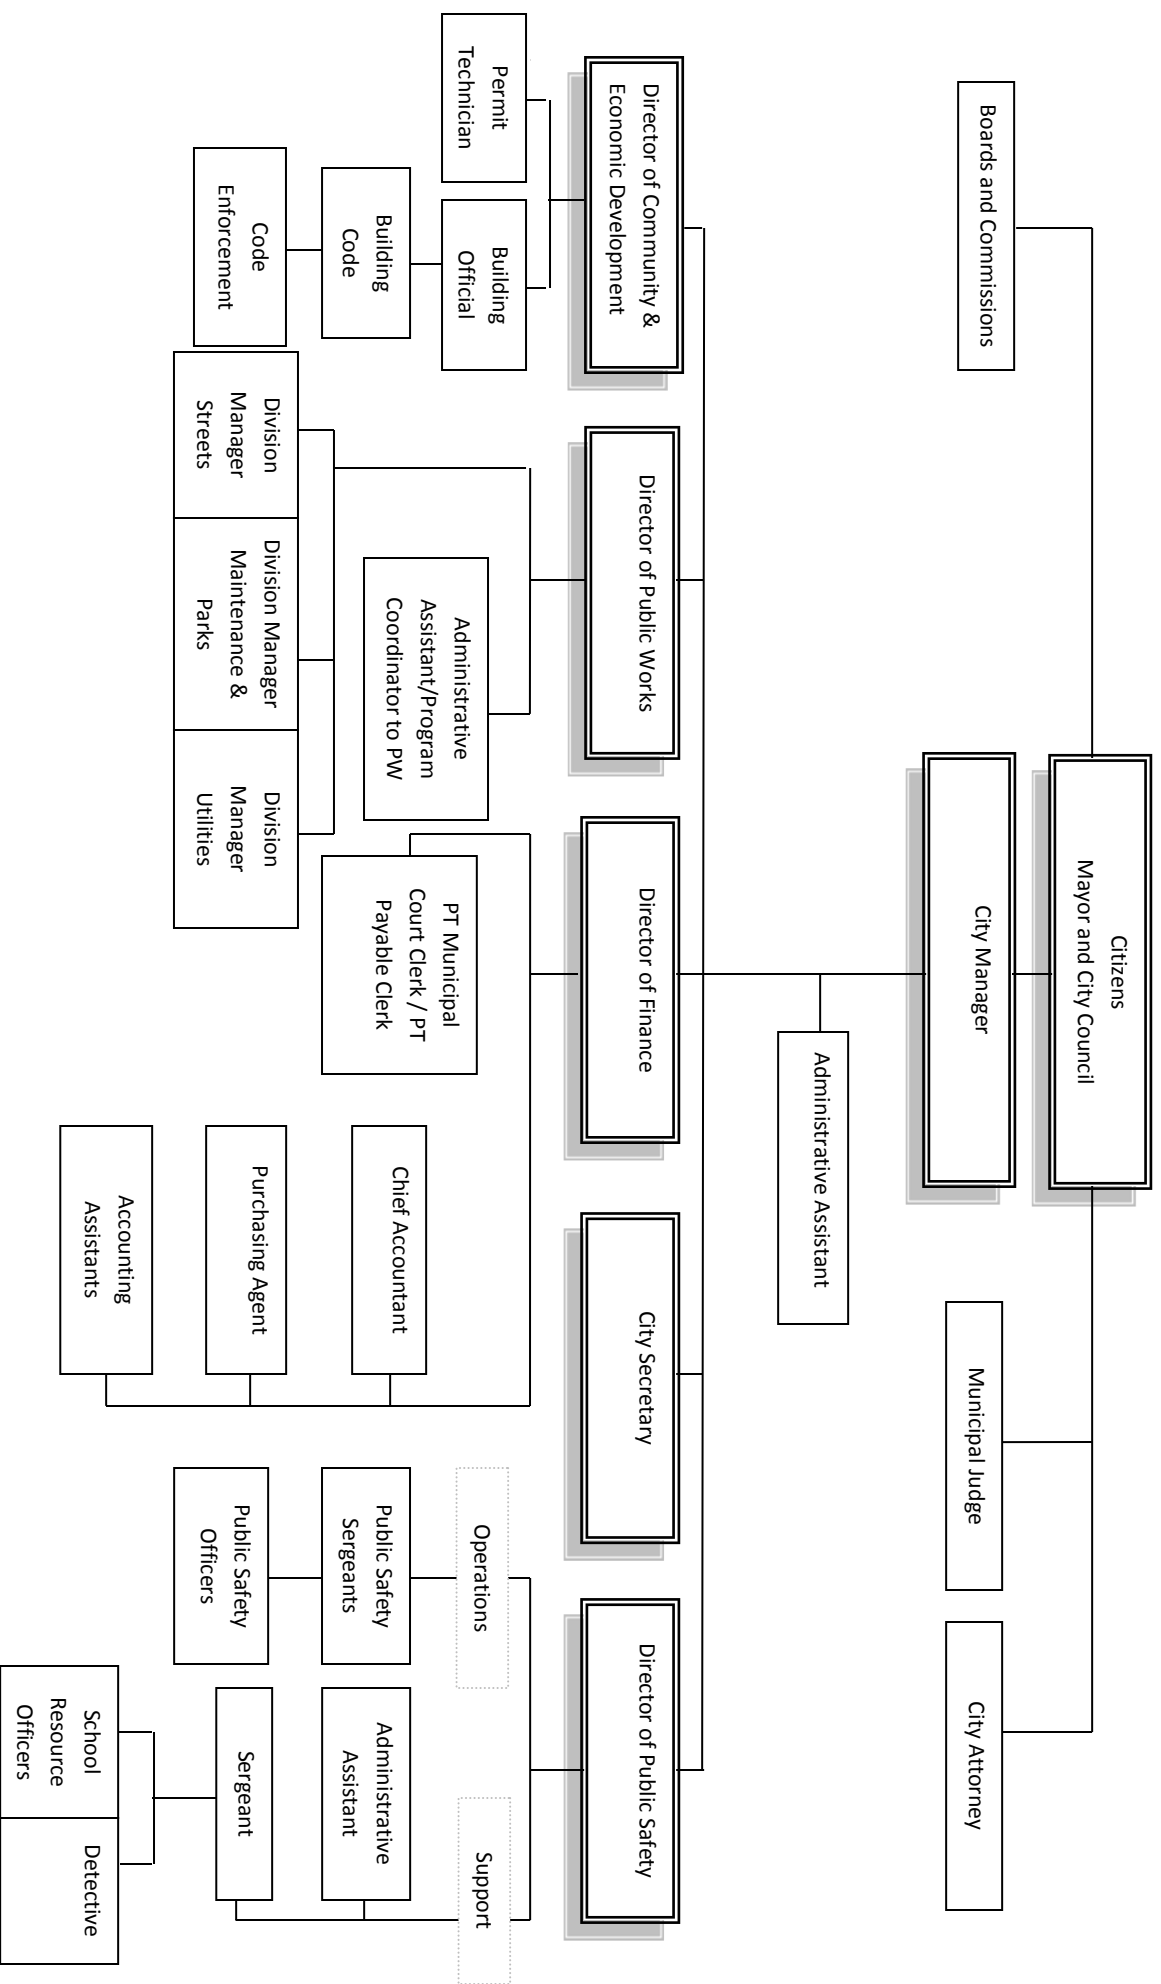 Citizens
Mayor and City Council
City Manager
Boards and Commissions
Municipal Judge
City Attorney
Administrative Assistant
Director of Community &
Economic Development
Director of Public Works
Director of Finance
City Secretary
Director of Public Safety
Permit
Technician
Building
Official
Building
Code
Code
Enforcement
Administrative
Assistant/Program
Coordinator to PW
Division
Manager
Streets
Division Manager
Maintenance &
Parks
Division
Manager
Utilities
PT Municipal
Court Clerk / PT
Payable Clerk
Chief Accountant
Purchasing Agent
Accounting
Assistants
Operations
Public Safety
Sergeants
Public Safety
Officers
Support
Administrative
Assistant
Sergeant
School
Resource
Officers
Detective